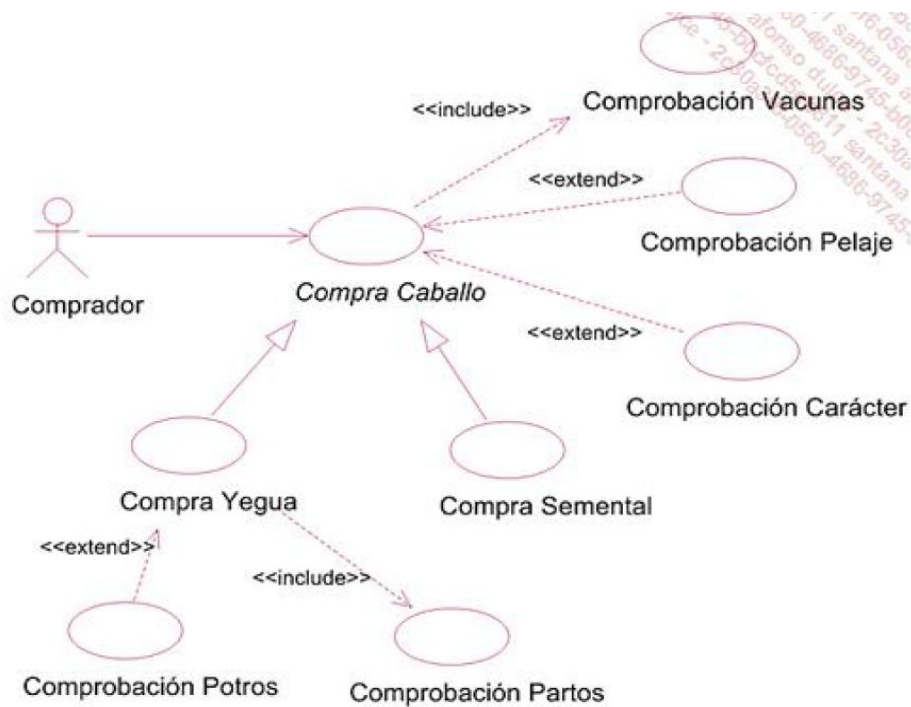 Comprobación Vacunas
<<include>>
<<extend>>
Comprobación Pelaje
Comprador
Compra Caballo
<<extend>>
Comprobación Carácter
Compra Yegua
Compra Semental
<<extend>>
<<include>>
Comprobación Potros
Comprobación Partos